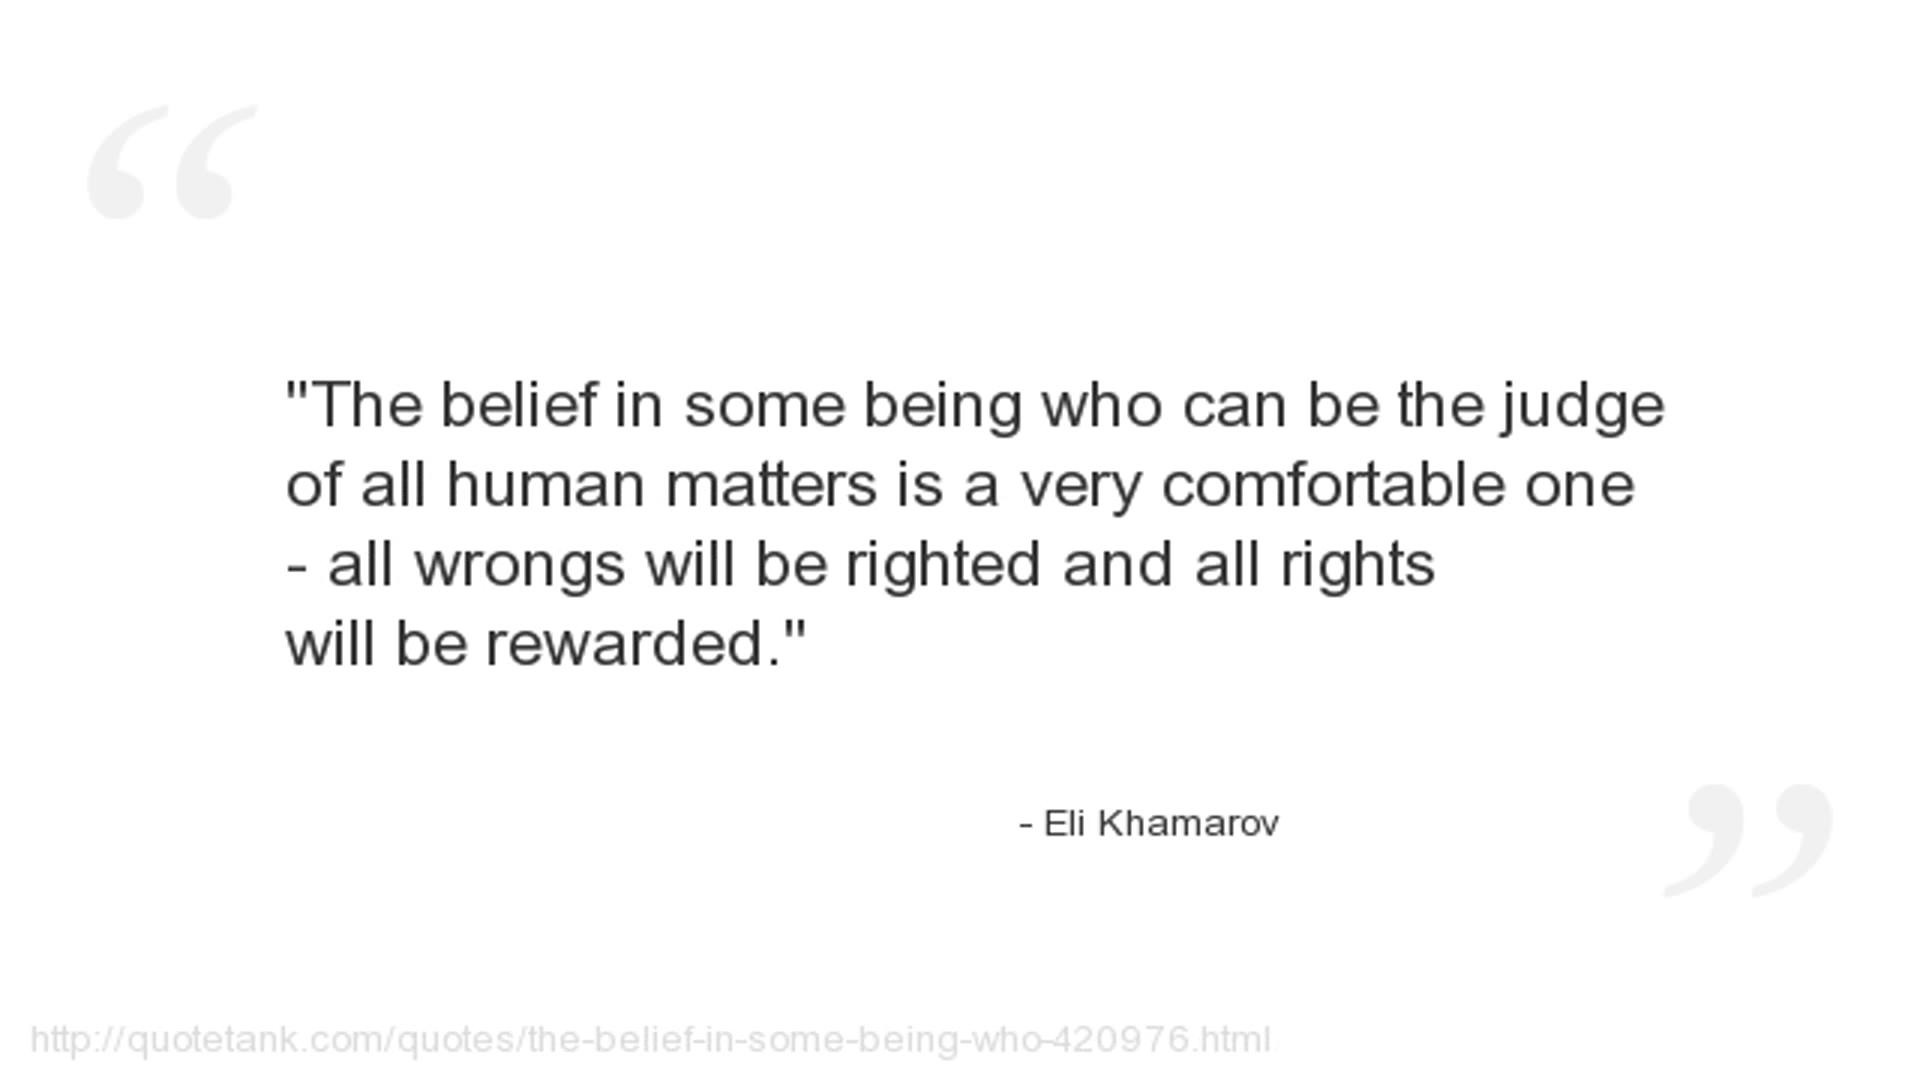 "The belief in some being who can be the judge
of all human matters is a very comfortable one
- all wrongs will be righted and all rights
will be rewarded."
- Eli Khamarov
http://quotetank.com/quotes/the-belief-in-some-being-who-420976.html